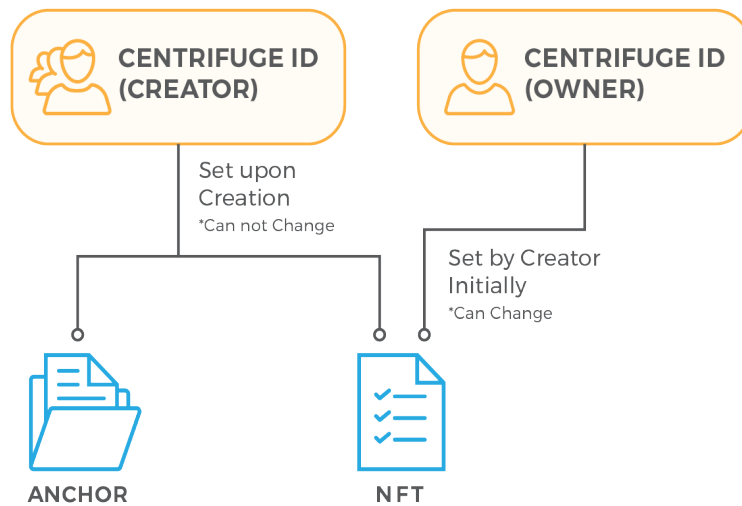 CENTRIFUGE ID
(CREATOR)
CENTRIFUGE ID
(OWNER)
Set upon
Creation
*Can not Change
Set by Creator
Initially
*Can Change
ANCHOR
NFT